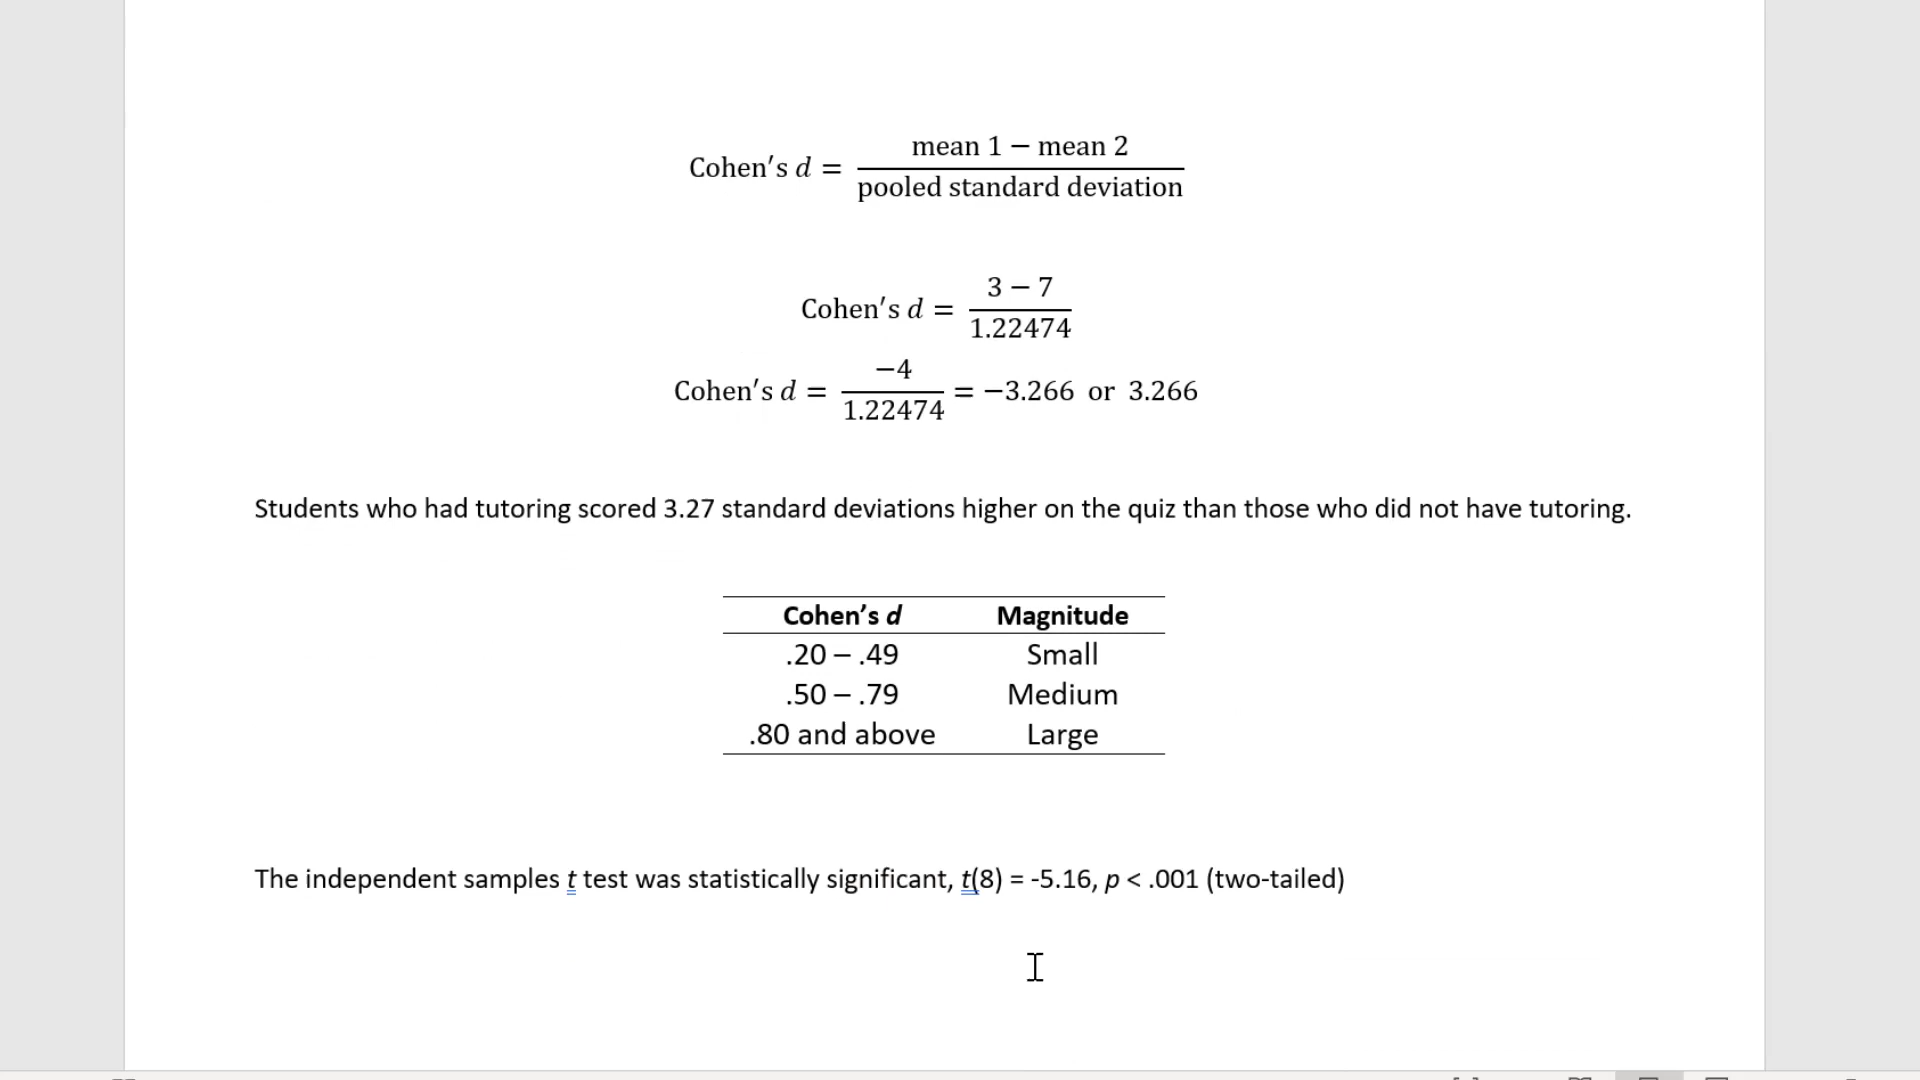 Cohen's d = mean 1 − mean 2 / pooled standard deviation
Cohen's d = 3 − 7 / 1.22474
Cohen's d = −4 / 1.22474 = −3.266 or 3.266
Students who had tutoring scored 3.27 standard deviations higher on the quiz than those who did not have tutoring.
Cohen’s d Magnitude
.20 – .49 Small
.50 – .79 Medium
.80 and above Large
The independent samples t test was statistically significant, t(8) = -5.16, p < .001 (two-tailed)